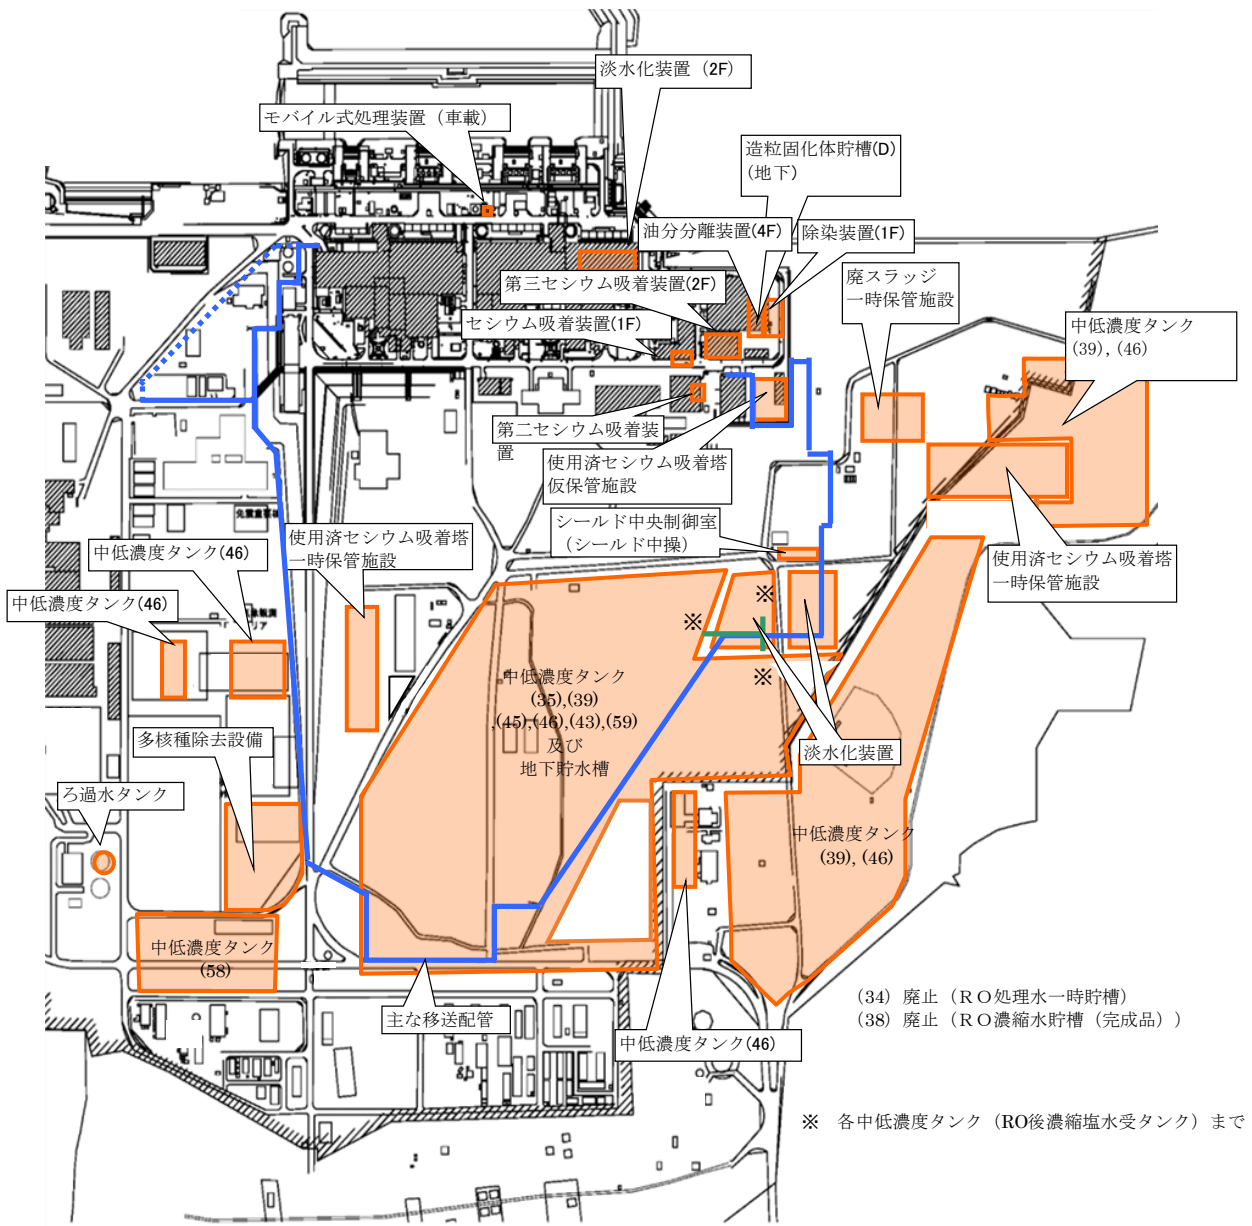 淡水化装置（2F）
モバイル式処理装置（車載）
造粒固化体貯槽(D)
(地下)
油分分離装置(4F)
除染装置(1F)
廃スラッジ
一時保管施設
第三セシウム吸着装置(2F)
セシウム吸着装置(1F)
中低濃度タンク
(39), (46)
第二セシウム吸着装
置
使用済セシウム吸着塔
仮保管施設
シールド中央制御室
（シールド中操）
使用済セシウム吸着塔
一時保管施設
使用済セシウム吸着塔
一時保管施設
中低濃度タンク(46)
中低濃度タンク(46)
※
※
※
中低濃度タンク
(35),(39)
,(45),(46),(43),(59)
及び
地下貯水槽
多核種除去設備
淡水化装置
ろ過水タンク
中低濃度タンク
(39), (46)
中低濃度タンク
(58)
主な移送配管
中低濃度タンク(46)
(34) 廃止（ＲＯ処理水一時貯槽）
(38) 廃止（ＲＯ濃縮水貯槽（完成品））
※　各中低濃度タンク（RO後濃縮塩水受タンク）まで